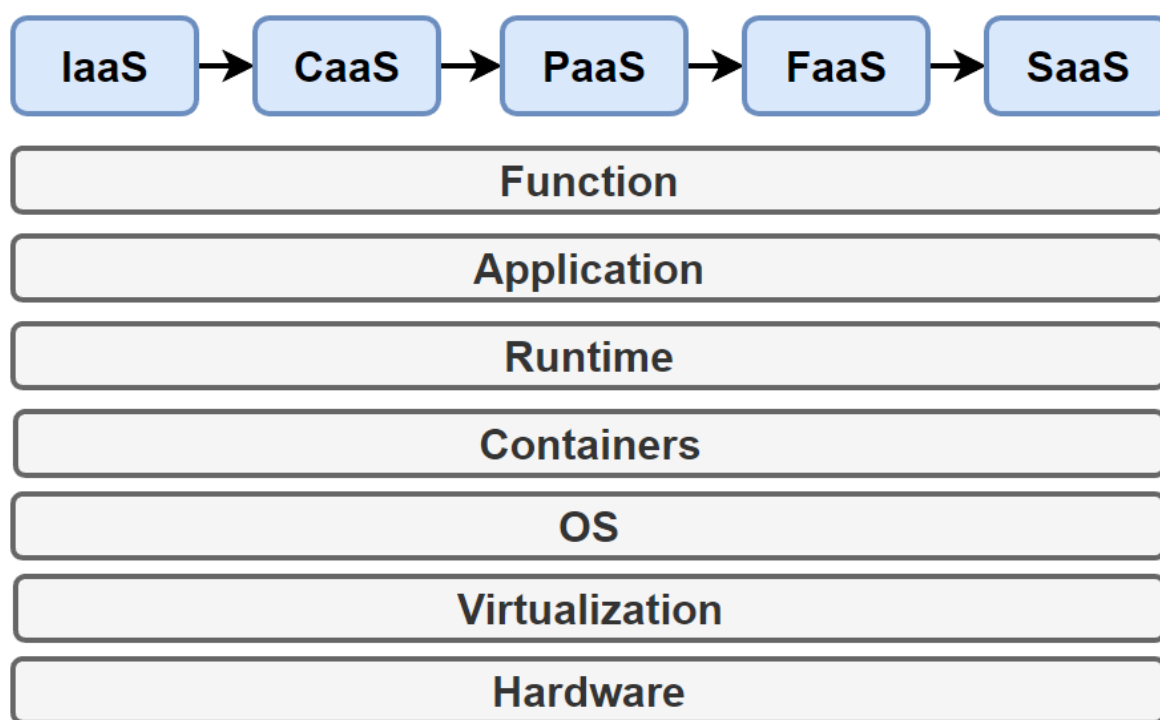 IaaS CaaS PaaS FaaS SaaS
Function
Application
Runtime
Containers
OS
Virtualization
Hardware